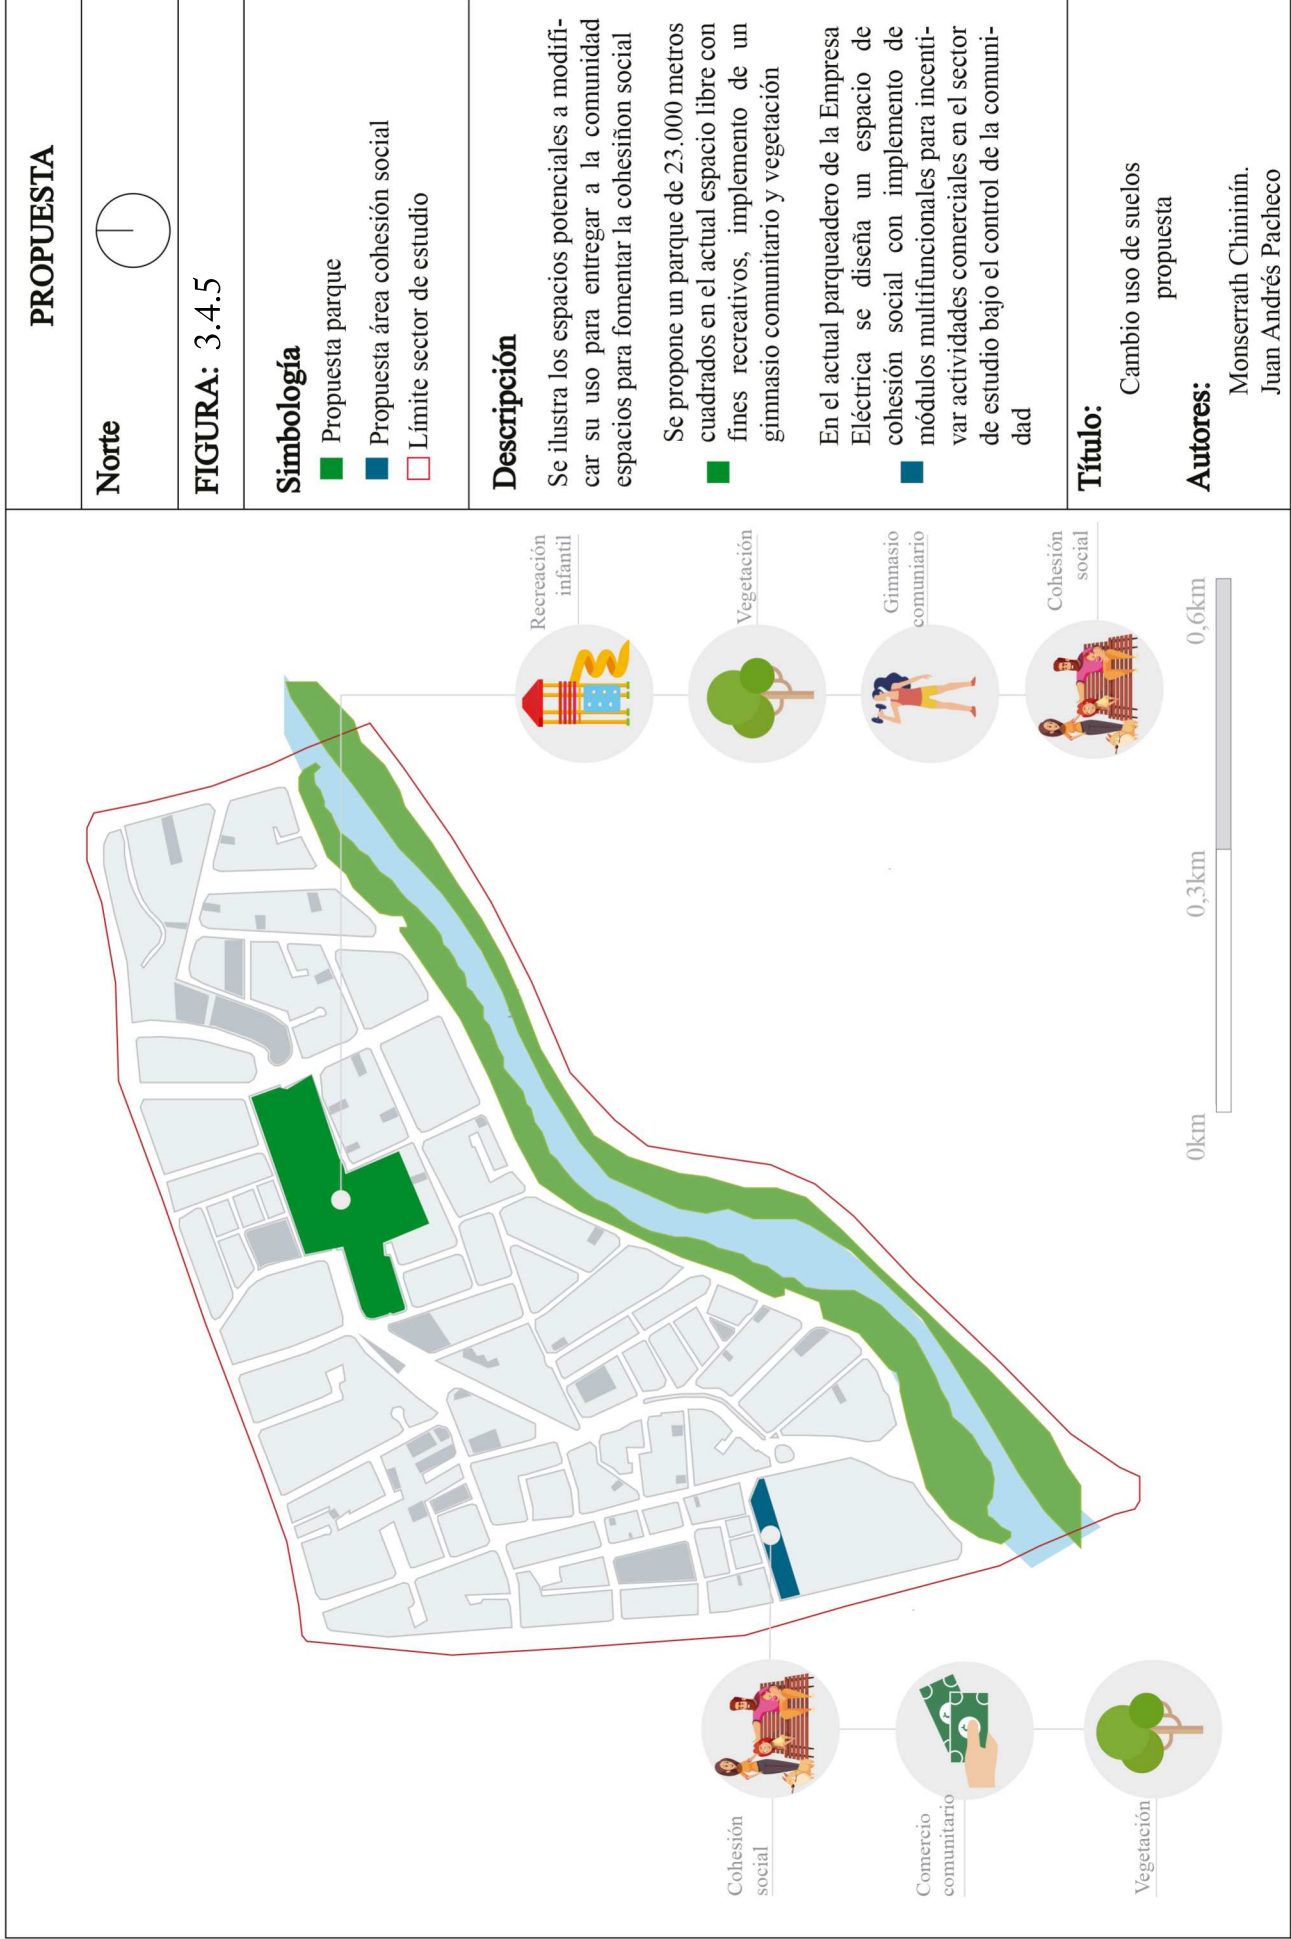 PROPUESTA
Norte
FIGURA: 3.4.5
Simbología
Propuesta parque
Propuesta área cohesión social
Límite sector de estudio
Descripción
Se ilustra los espacios potenciales a modifi-
car su uso para entregar a la comunidad
espacios para fomentar la cohesiñon social
Se propone un parque de 23.000 metros
cuadrados en el actual espacio libre con
fines recreativos, implemento de un
gimnasio comunitario y vegetación
En el actual parqueadero de la Empresa
Eléctrica se diseña un espacio de
cohesión social con implemento de
módulos multifuncionales para incenti-
var actividades comerciales en el sector
de estudio bajo el control de la comuni-
dad
Título:
Cambio uso de suelos
propuesta
Autores:
Monserrath Chiminín.
Juan Andrés Pacheco
Recreación
infantil
Vegetación
Gimnasio
comuniario
Cohesión
social
Cohesión
social
Comercio
comunitario
Vegetación
0km
0,3km
0,6km